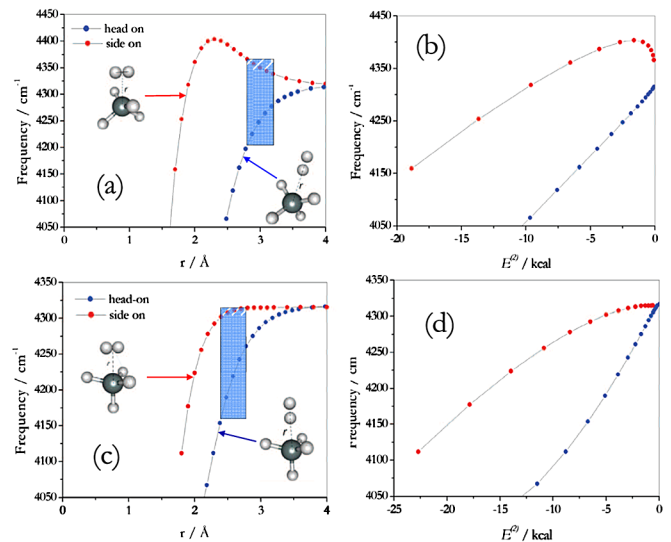 head on
side on
4450
4400
4350
4300
4250
4200
4150
4100
4050
Frequency / cm⁻¹
r
r
(a)
0 1 2 3 4
r / Å
(b)
4450
4350
4250
4150
4050
Frequency / cm⁻¹
-20 -15 -10 -5 0
E⁽²⁾ / kcal
head-on
side on
4350
4300
4250
4200
4150
4100
4050
Frequency / cm⁻¹
r
r
(c)
0 1 2 3 4
r / Å
(d)
4350
4300
4250
4200
4150
4100
4050
Frequency / cm
-25 -20 -15 -10 -5 0
E⁽²⁾ / kcal